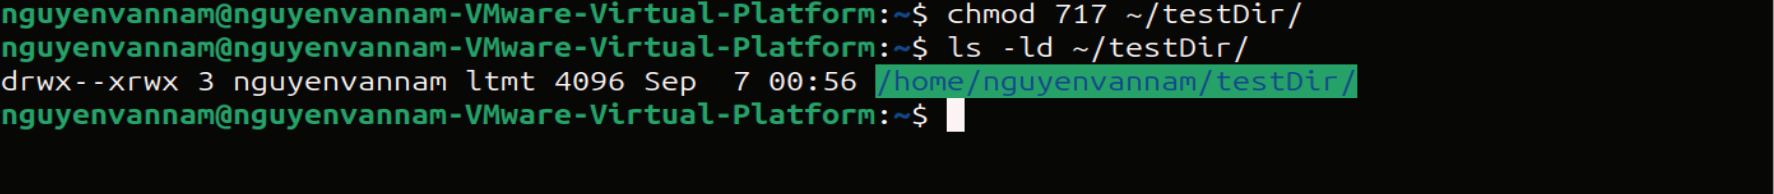 nguyenvannam@nguyenvannam-VMware-Virtual-Platform:~$ chmod 717 ~/testDir/
nguyenvannam@nguyenvannam-VMware-Virtual-Platform:~$ ls -ld ~/testDir/
drwx--xrwx 3 nguyenvannam ltmt 4096 Sep  7 00:56 /home/nguyenvannam/testDir/
nguyenvannam@nguyenvannam-VMware-Virtual-Platform:~$